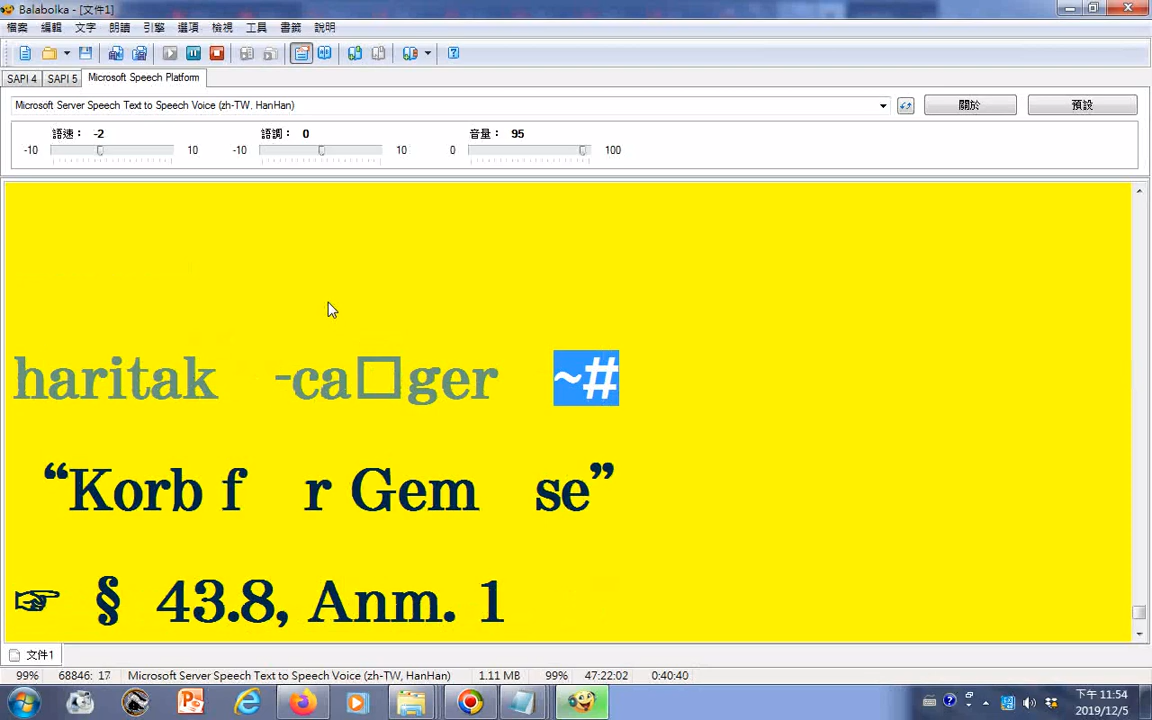 Balabolka - [文件1]
檔案 編輯 文字 朗讀 引擎 選項 檢視 工具 書籤 說明
SAPI 4 SAPI 5 Microsoft Speech Platform
Microsoft Server Speech Text to Speech Voice (zh-TW, HanHan) 關於 預設
語速： -2 語調： 0 音量： 95
-10 10 -10 10 0 100
haritak -ca□ger ~#
“Korb f r Gem se”
☞ § 43.8, Anm. 1
文件1
99% 68846: 17 Microsoft Server Speech Text to Speech Voice (zh-TW, HanHan) 1.11 MB 99% 47:22:02 0:40:40
下午 11:54
2019/12/5